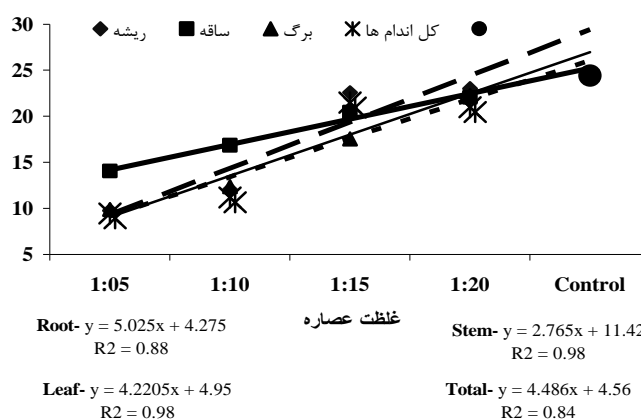 30
ریشه ساقه برگ کل اندام ها
25
20
15
10
5
1:05 1:10 1:15 1:20 Control
غلظت عصاره
Root- y = 5.025x + 4.275
R2 = 0.88
Stem- y = 2.765x + 11.42
R2 = 0.98
Leaf- y = 4.2205x + 4.95
R2 = 0.98
Total- y = 4.486x + 4.56
R2 = 0.84